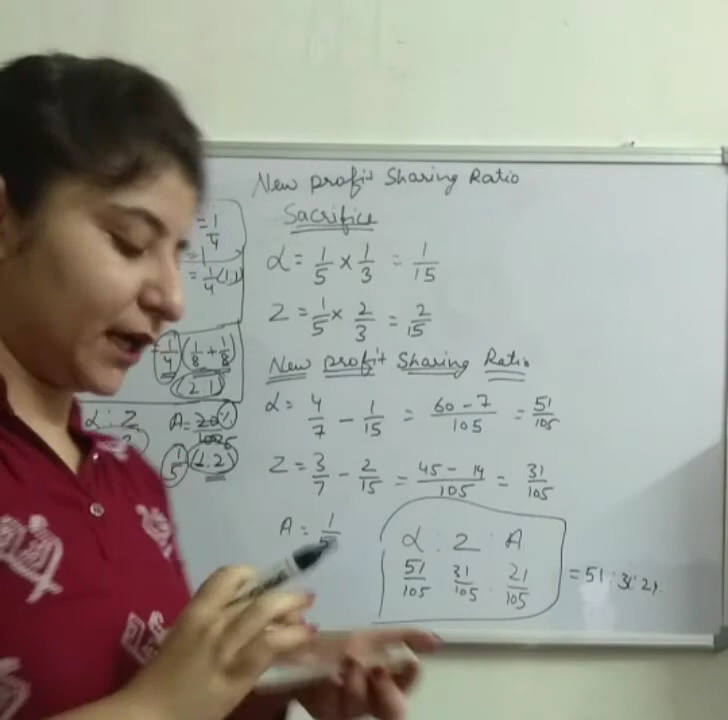 New profit Sharing Ratio
Sacrifice
α = 1/5 × 1/3 = 1/15
Z = 1/5 × 2/3 = 2/15
New profit Sharing Ratio
α = 4/7 - 1/15 = 60-7/105 = 51/105
Z = 3/7 - 2/15 = 45-14/105 = 31/105
A = 1/5
α : Z : A
51/105 : 31/105 : 21/105 = 51:31:21
= 1/4
= 1/4 (1,1)
1/4 (1/8 + 1/8)
(2 1)
α : Z A = 20%
1/5 (1.2)